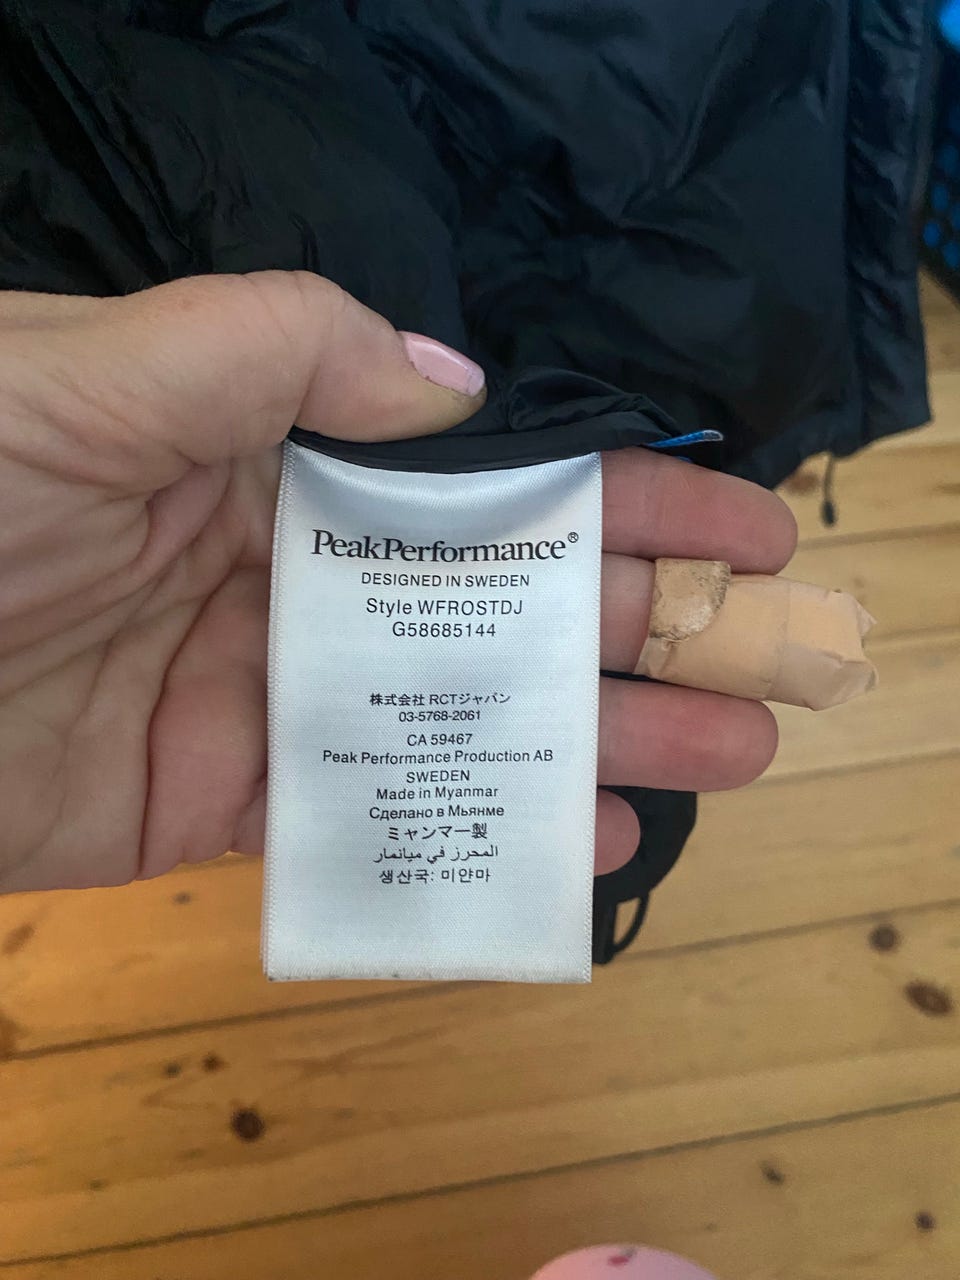 PeakPerformance®
DESIGNED IN SWEDEN
Style WFROSTDJ
G58685144
株式会社 RCTジャパン
03-5768-2061
CA 59467
Peak Performance Production AB
SWEDEN
Made in Myanmar
Сделано в Мьянме
ミャンマー製
المحرز في ميانمار
생산국: 미얀마